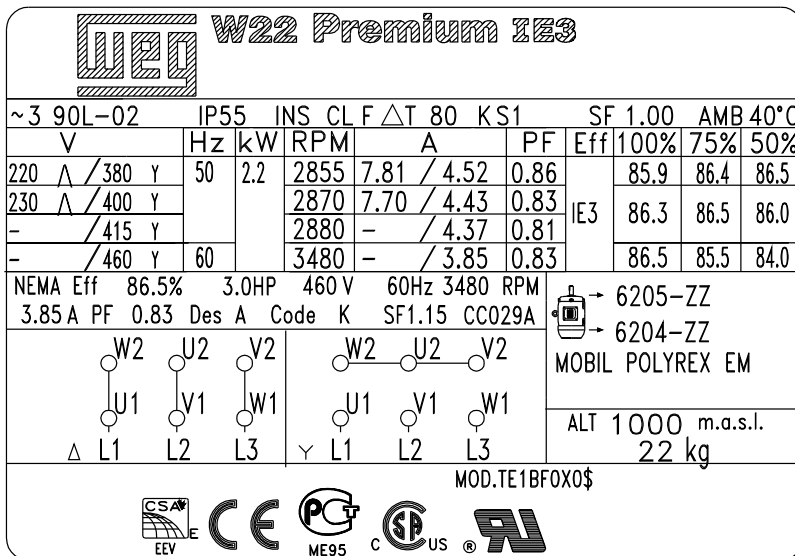 WEG W22 Premium IE3
~3 90L-02 IP55 INS CL F △T 80 K S1 SF 1.00 AMB 40°C
V Hz kW RPM A PF Eff 100% 75% 50%
220 Δ / 380 Y 50 2.2 2855 7.81 / 4.52 0.86 IE3 85.9 86.4 86.5
230 Δ / 400 Y 2870 7.70 / 4.43 0.83 86.3 86.5 86.0
- / 415 Y 2880 - / 4.37 0.81
- / 460 Y 60 3480 - / 3.85 0.83 86.5 85.5 84.0
NEMA Eff 86.5% 3.0HP 460 V 60Hz 3480 RPM
3.85 A PF 0.83 Des A Code K SF1.15 CC029A
→ 6205-ZZ
→ 6204-ZZ
MOBIL POLYREX EM
W2 U2 V2 W2 U2 V2
U1 V1 W1 U1 V1 W1
Δ L1 L2 L3 Y L1 L2 L3
ALT 1000 m.a.s.l.
22 kg
MOD.TE1BF0X0$
CSA E EEV
CE
PCT ME95
C SA US
® RU